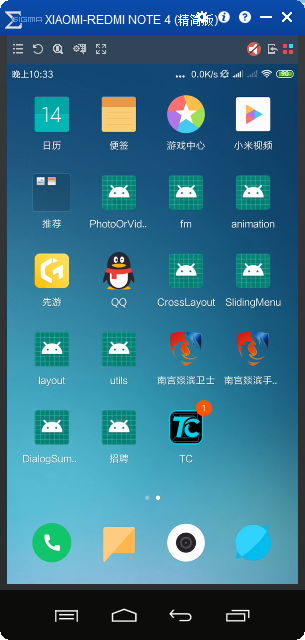 SIGMA XIAOMI-REDMI NOTE 4 (精简版)
晚上10:33 ... 0.0K/s 90
14
日历 便签 游戏中心 小米视频
推荐 PhotoOrVid.. fm animation
先游 QQ CrossLayout SlidingMenu
layout utils 南宫燚滨卫士 南宫燚滨手..
1
TC
DialogSum.. 招聘 TC